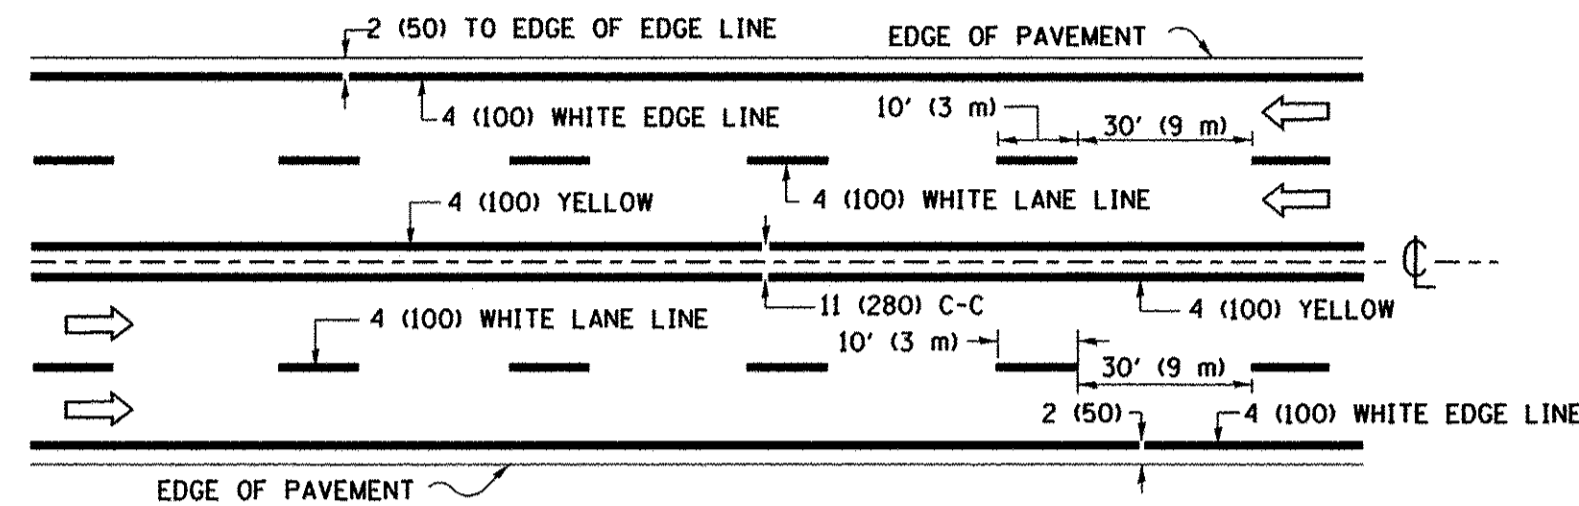 2 (50) TO EDGE OF EDGE LINE
EDGE OF PAVEMENT
4 (100) WHITE EDGE LINE
10' (3 m)
30' (9 m)
4 (100) YELLOW
4 (100) WHITE LANE LINE
℄
11 (280) C-C
4 (100) YELLOW
4 (100) WHITE LANE LINE
10' (3 m)
30' (9 m)
2 (50)
4 (100) WHITE EDGE LINE
EDGE OF PAVEMENT